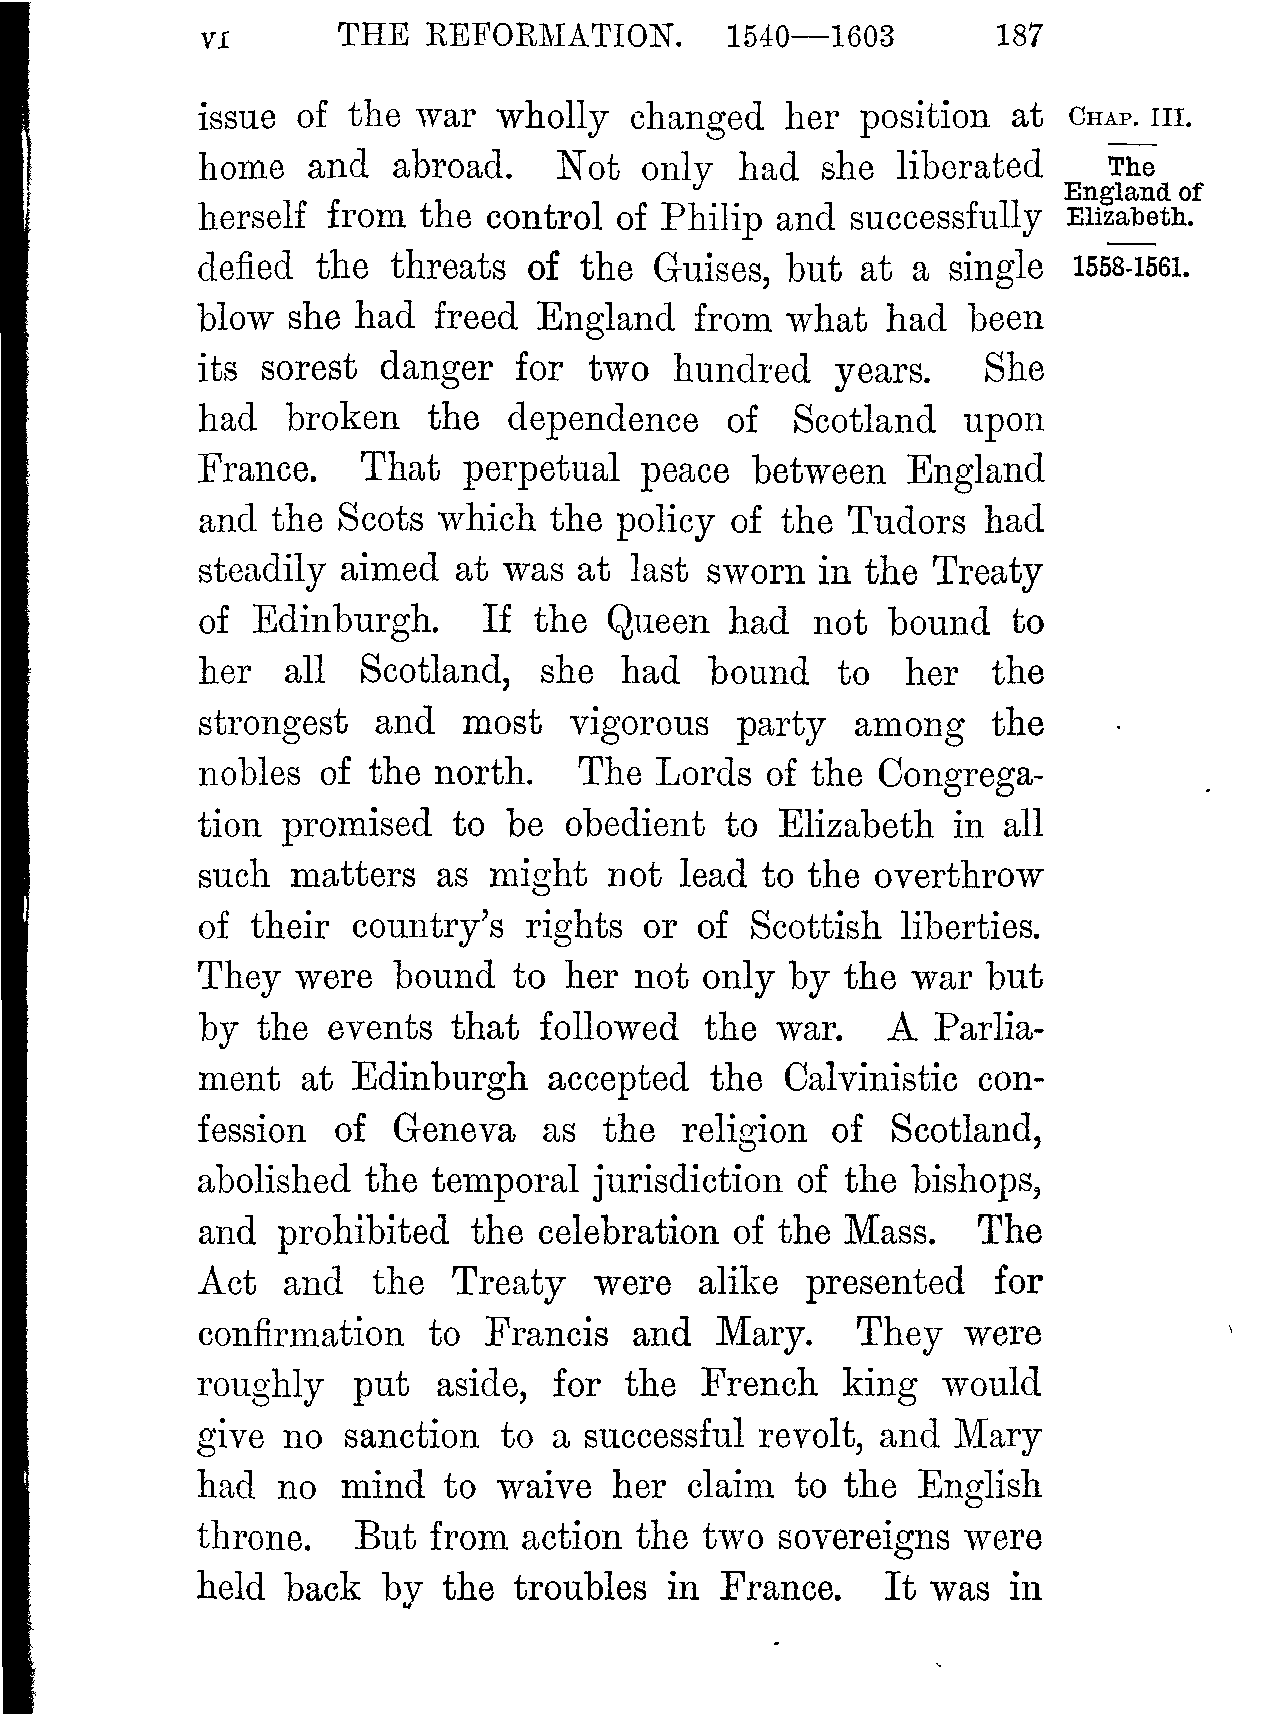 VI THE REFORMATION. 1540—1603 187
issue of the war wholly changed her position at
home and abroad. Not only had she liberated
herself from the control of Philip and successfully
defied the threats of the Guises, but at a single
blow she had freed England from what had been
its sorest danger for two hundred years. She
had broken the dependence of Scotland upon
France. That perpetual peace between England
and the Scots which the policy of the Tudors had
steadily aimed at was at last sworn in the Treaty
of Edinburgh. If the Queen had not bound to
her all Scotland, she had bound to her the
strongest and most vigorous party among the
nobles of the north. The Lords of the Congrega-
tion promised to be obedient to Elizabeth in all
such matters as might not lead to the overthrow
of their country's rights or of Scottish liberties.
They were bound to her not only by the war but
by the events that followed the war. A Parlia-
ment at Edinburgh accepted the Calvinistic con-
fession of Geneva as the religion of Scotland,
abolished the temporal jurisdiction of the bishops,
and prohibited the celebration of the Mass. The
Act and the Treaty were alike presented for
confirmation to Francis and Mary. They were
roughly put aside, for the French king would
give no sanction to a successful revolt, and Mary
had no mind to waive her claim to the English
throne. But from action the two sovereigns were
held back by the troubles in France. It was in
CHAP. III.
The
England of
Elizabeth.
1558-1561.